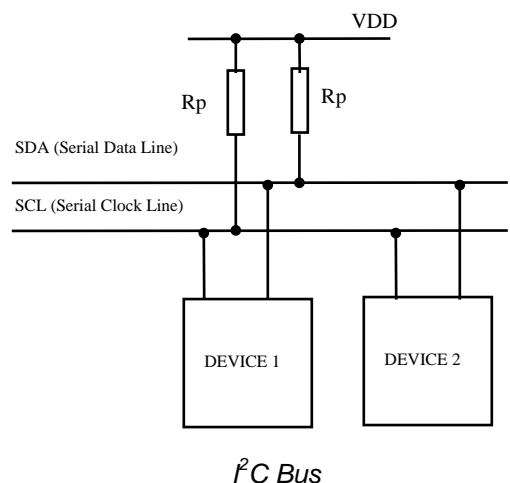 VDD
Rp
Rp
SDA (Serial Data Line)
SCL (Serial Clock Line)
DEVICE 1
DEVICE 2
I²C Bus